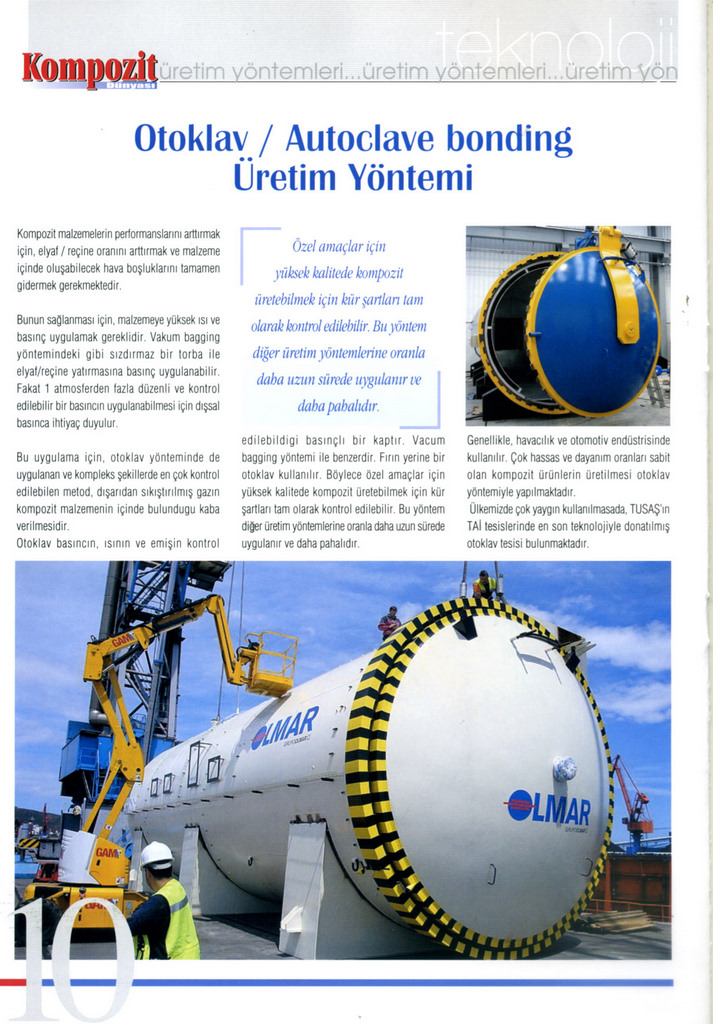 teknoloji
Kompozit
Dünyası
üretim yöntemleri...üretim yöntemleri...üretim yön
Otoklav / Autoclave bonding
Üretim Yöntemi
Kompozit malzemelerin performanslarını arttırmak
için, elyaf / reçine oranını arttırmak ve malzeme
içinde oluşabilecek hava boşluklarını tamamen
gidermek gerekmektedir.
Bunun sağlanması için, malzemeye yüksek ısı ve
basınç uygulamak gereklidir. Vakum bagging
yöntemindeki gibi sızdırmaz bir torba ile
elyaf/reçine yatırmasına basınç uygulanabilir.
Fakat 1 atmosferden fazla düzenli ve kontrol
edilebilir bir basıncın uygulanabilmesi için dışsal
basınca ihtiyaç duyulur.
Bu uygulama için, otoklav yönteminde de
uygulanan ve kompleks şekillerde en çok kontrol
edilebilen metod, dışarıdan sıkıştırılmış gazın
kompozit malzemenin içinde bulundugu kaba
verilmesidir.
Otoklav basıncın, ısının ve emişin kontrol
Özel amaçlar için
yüksek kalitede kompozit
üretebilmek için kür şartları tam
olarak kontrol edilebilir. Bu yöntem
diğer üretim yöntemlerine oranla
daha uzun sürede uygulanır ve
daha pahalıdır.
edilebildigi basınçlı bir kaptır. Vacum
bagging yöntemi ile benzerdir. Fırın yerine bir
otoklav kullanılır. Böylece özel amaçlar için
yüksek kalitede kompozit üretebilmek için kür
şartları tam olarak kontrol edilebilir. Bu yöntem
diğer üretim yöntemlerine oranla daha uzun sürede
uygulanır ve daha pahalıdır.
Genellikle, havacılık ve otomotiv endüstrisinde
kullanılır. Çok hassas ve dayanım oranları sabit
olan kompozit ürünlerin üretilmesi otoklav
yöntemiyle yapılmaktadır.
Ülkemizde çok yaygın kullanılmasada, TUSAŞ'ın
TAİ tesislerinde en son teknolojiyle donatılmış
otoklav tesisi bulunmaktadır.
GAM
OLMAR
GRUPO OLMAR
OLMAR
GRUPO OLMAR
GAM
GAM
10